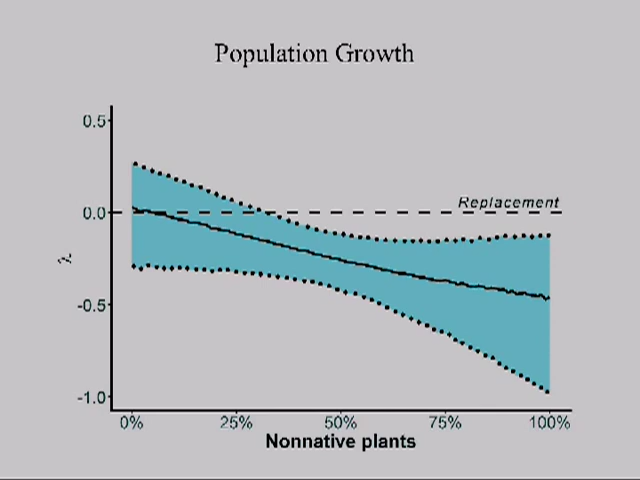 Population Growth
0.5
Replacement
0.0
λ
-0.5
-1.0
0% 25% 50% 75% 100%
Nonnative plants